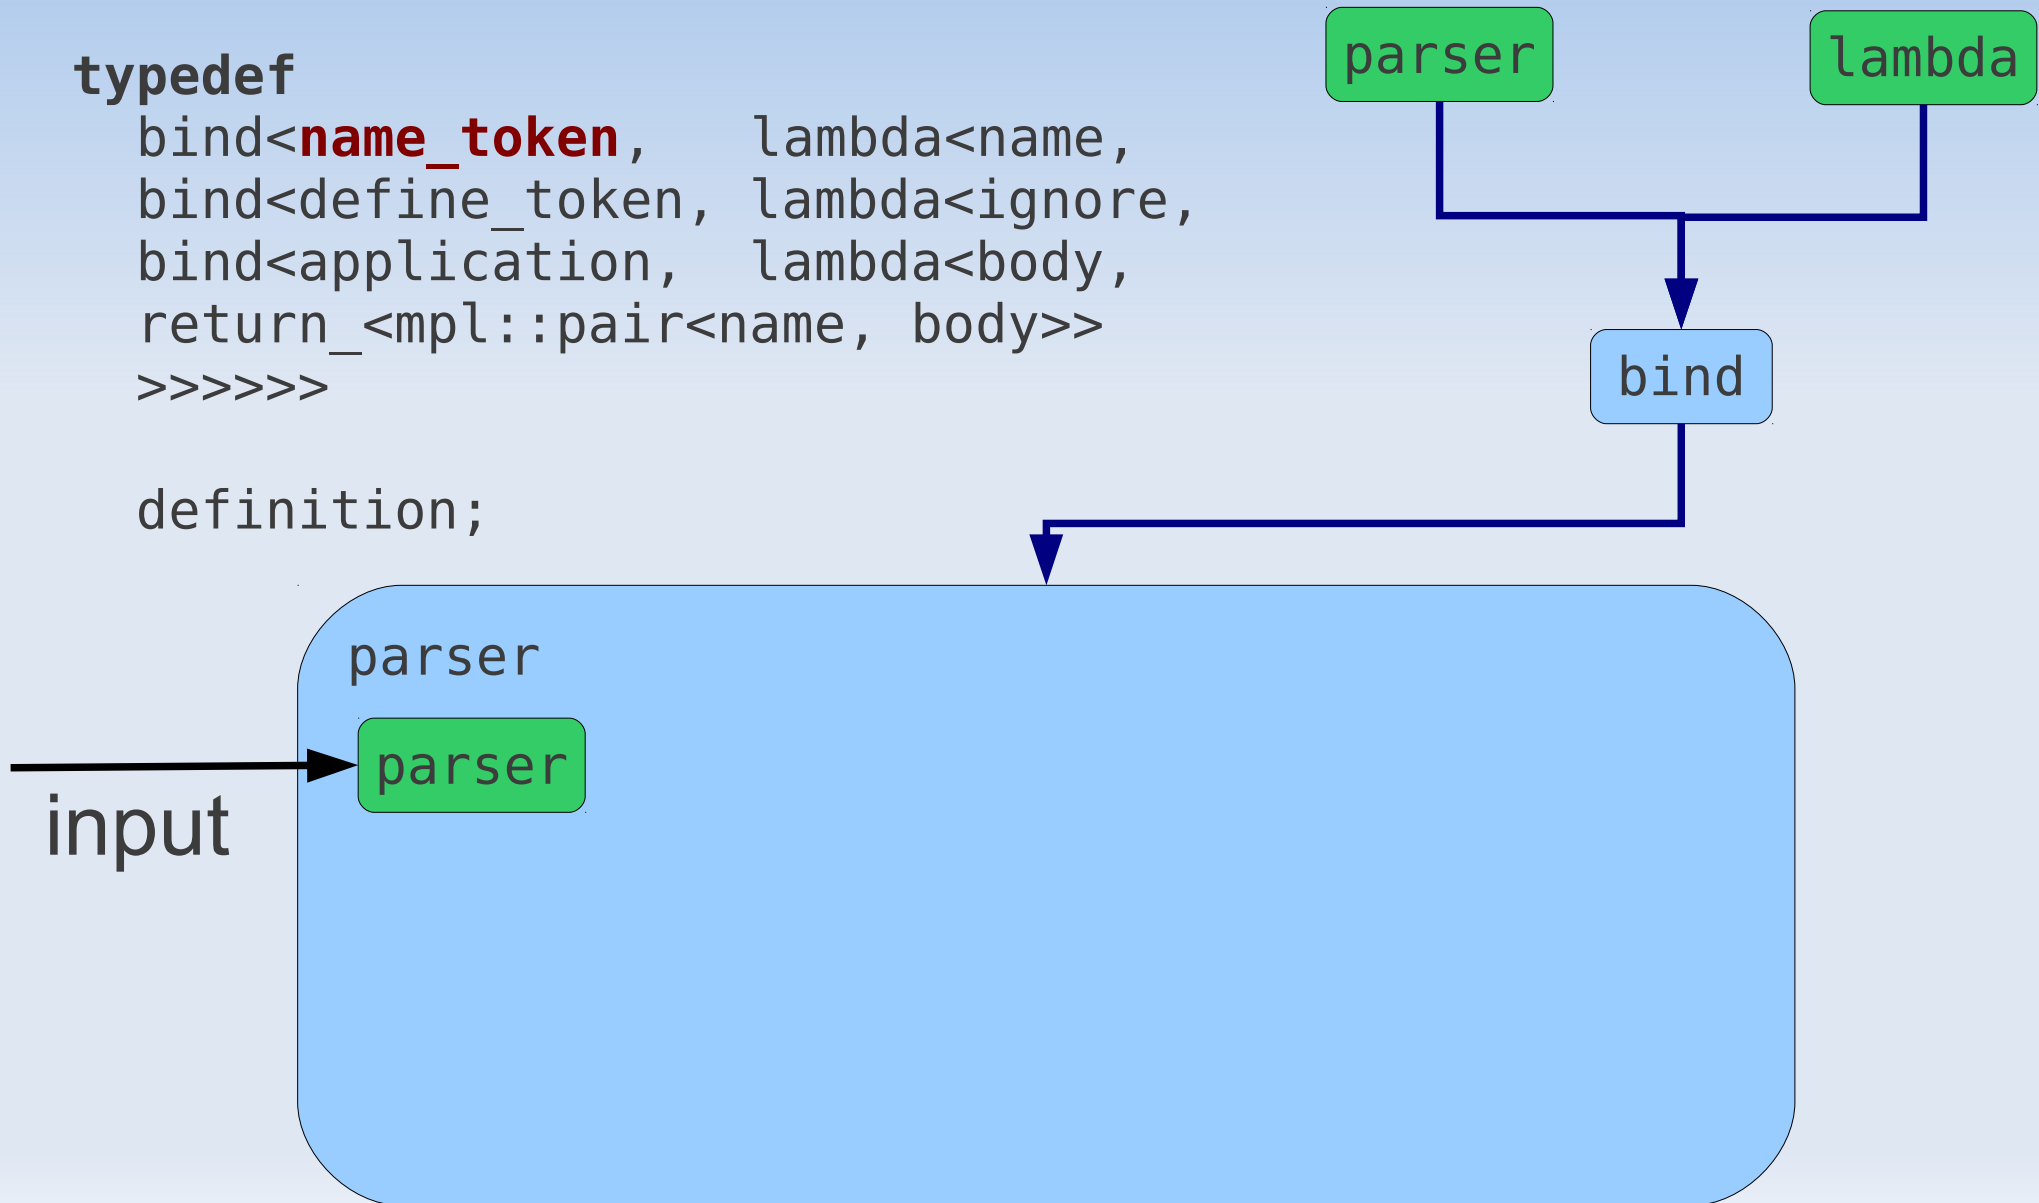 typedef
bind<name_token,   lambda<name,
bind<define_token, lambda<ignore,
bind<application,  lambda<body,
return_<mpl::pair<name, body>>
>>>>>>
definition;
parser
lambda
bind
parser
parser
input